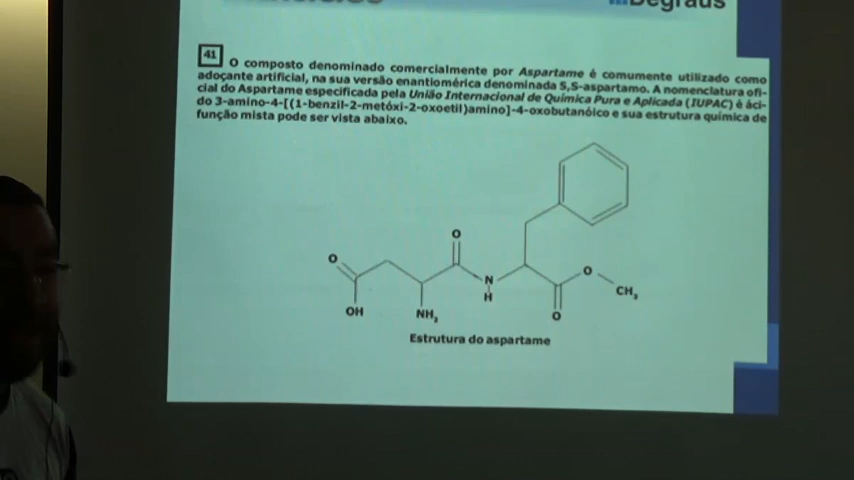 Degraus
41 O composto denominado comercialmente por Aspartame é comumente utilizado como
adoçante artificial, na sua versão enantiomérica denominada S,S-aspartamo. A nomenclatura ofi-
cial do Aspartame especificada pela União Internacional de Química Pura e Aplicada (IUPAC) é áci-
do 3-amino-4-[(1-benzil-2-metóxi-2-oxoetil)amino]-4-oxobutanóico e sua estrutura química de
função mista pode ser vista abaixo.
O
O
O
N
H
CH₃
OH
NH₂
O
Estrutura do aspartame